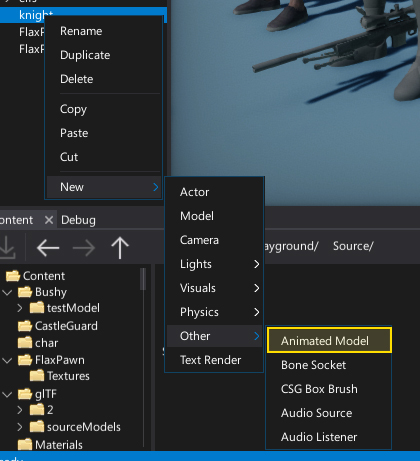 knight
FlaxP
FlaxP
Rename
Duplicate
Delete
Copy
Paste
Cut
New
Actor
Model
Camera
Lights
Visuals
Physics
Other
Text Render
Animated Model
Bone Socket
CSG Box Brush
Audio Source
Audio Listener
ontent
Debug
ayground/ Source/
Content
Bushy
testModel
CastleGuard
char
FlaxPawn
Textures
glTF
2
sourceModels
Materials